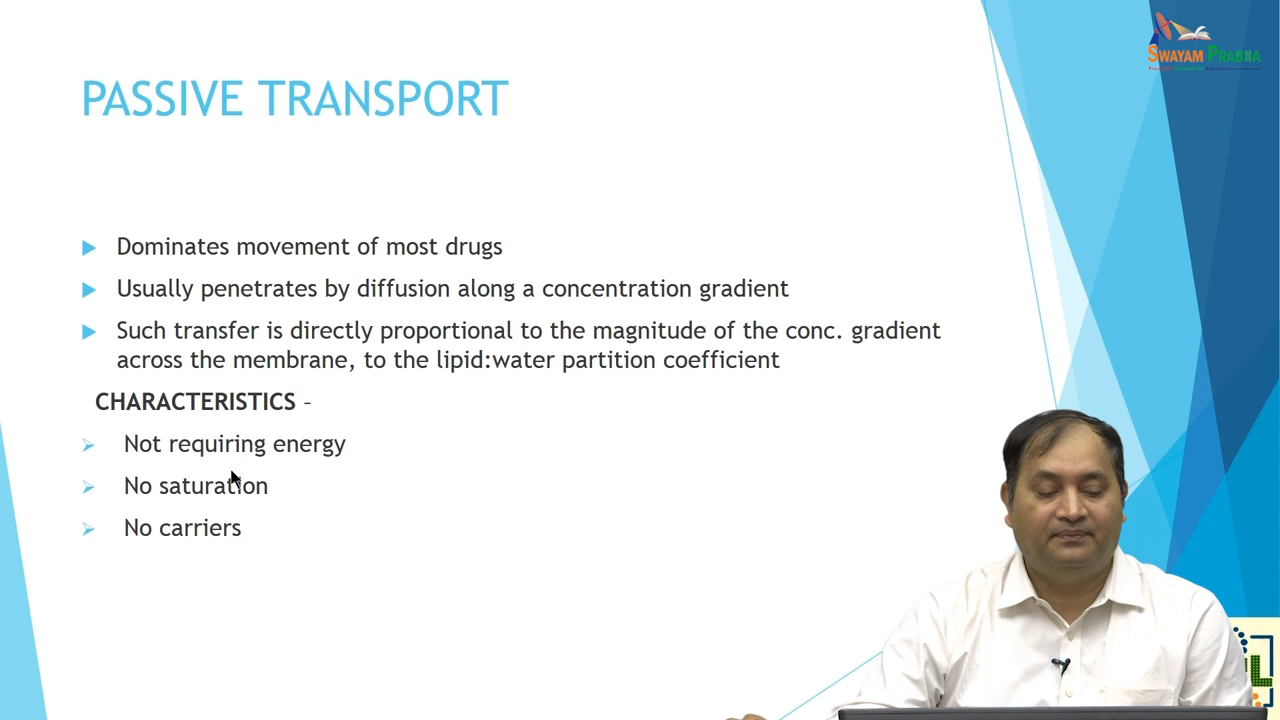 SWAYAM PRABHA
PASSIVE TRANSPORT
Dominates movement of most drugs
Usually penetrates by diffusion along a concentration gradient
Such transfer is directly proportional to the magnitude of the conc. gradient
across the membrane, to the lipid:water partition coefficient
CHARACTERISTICS –
Not requiring energy
No saturation
No carriers